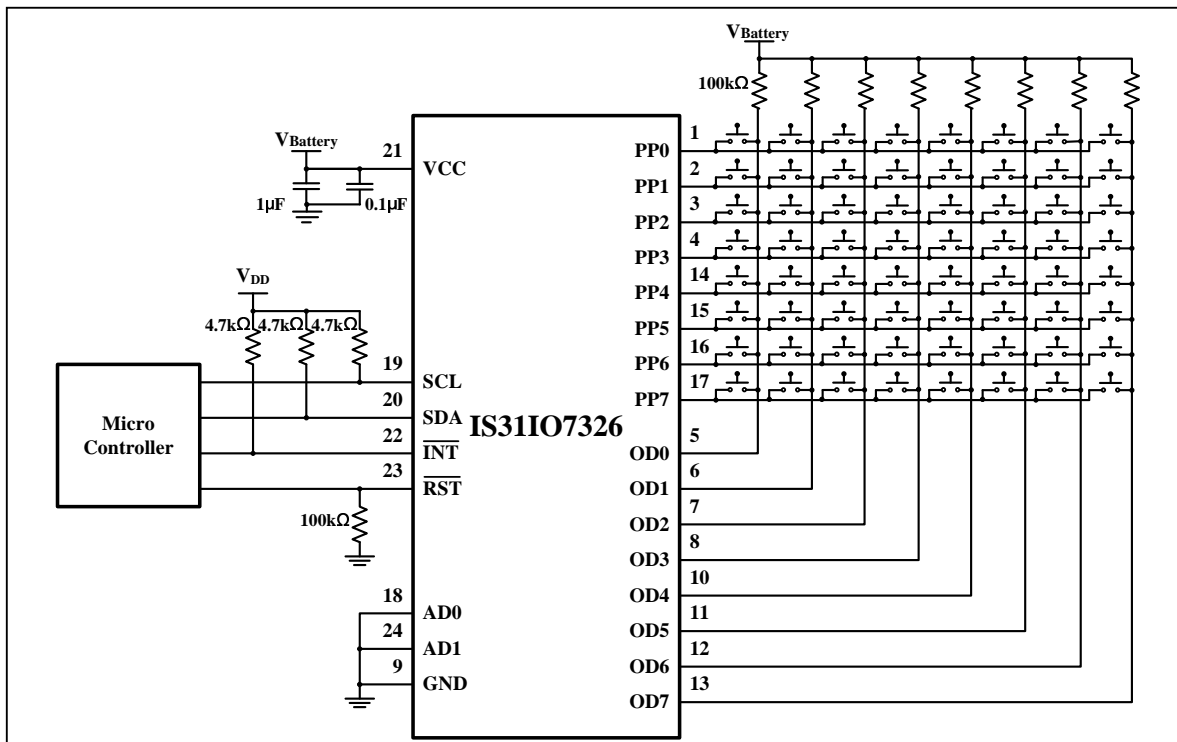 VBattery
100kΩ
VBattery
21
VCC
1μF
0.1μF
VDD
4.7kΩ 4.7kΩ 4.7kΩ
Micro
Controller
19
SCL
20
SDA
22
INT
23
RST
100kΩ
18
AD0
24
AD1
9
GND
IS31IO7326
1
PP0
2
PP1
3
PP2
4
PP3
14
PP4
15
PP5
16
PP6
17
PP7
5
OD0
6
OD1
7
OD2
8
OD3
10
OD4
11
OD5
12
OD6
13
OD7